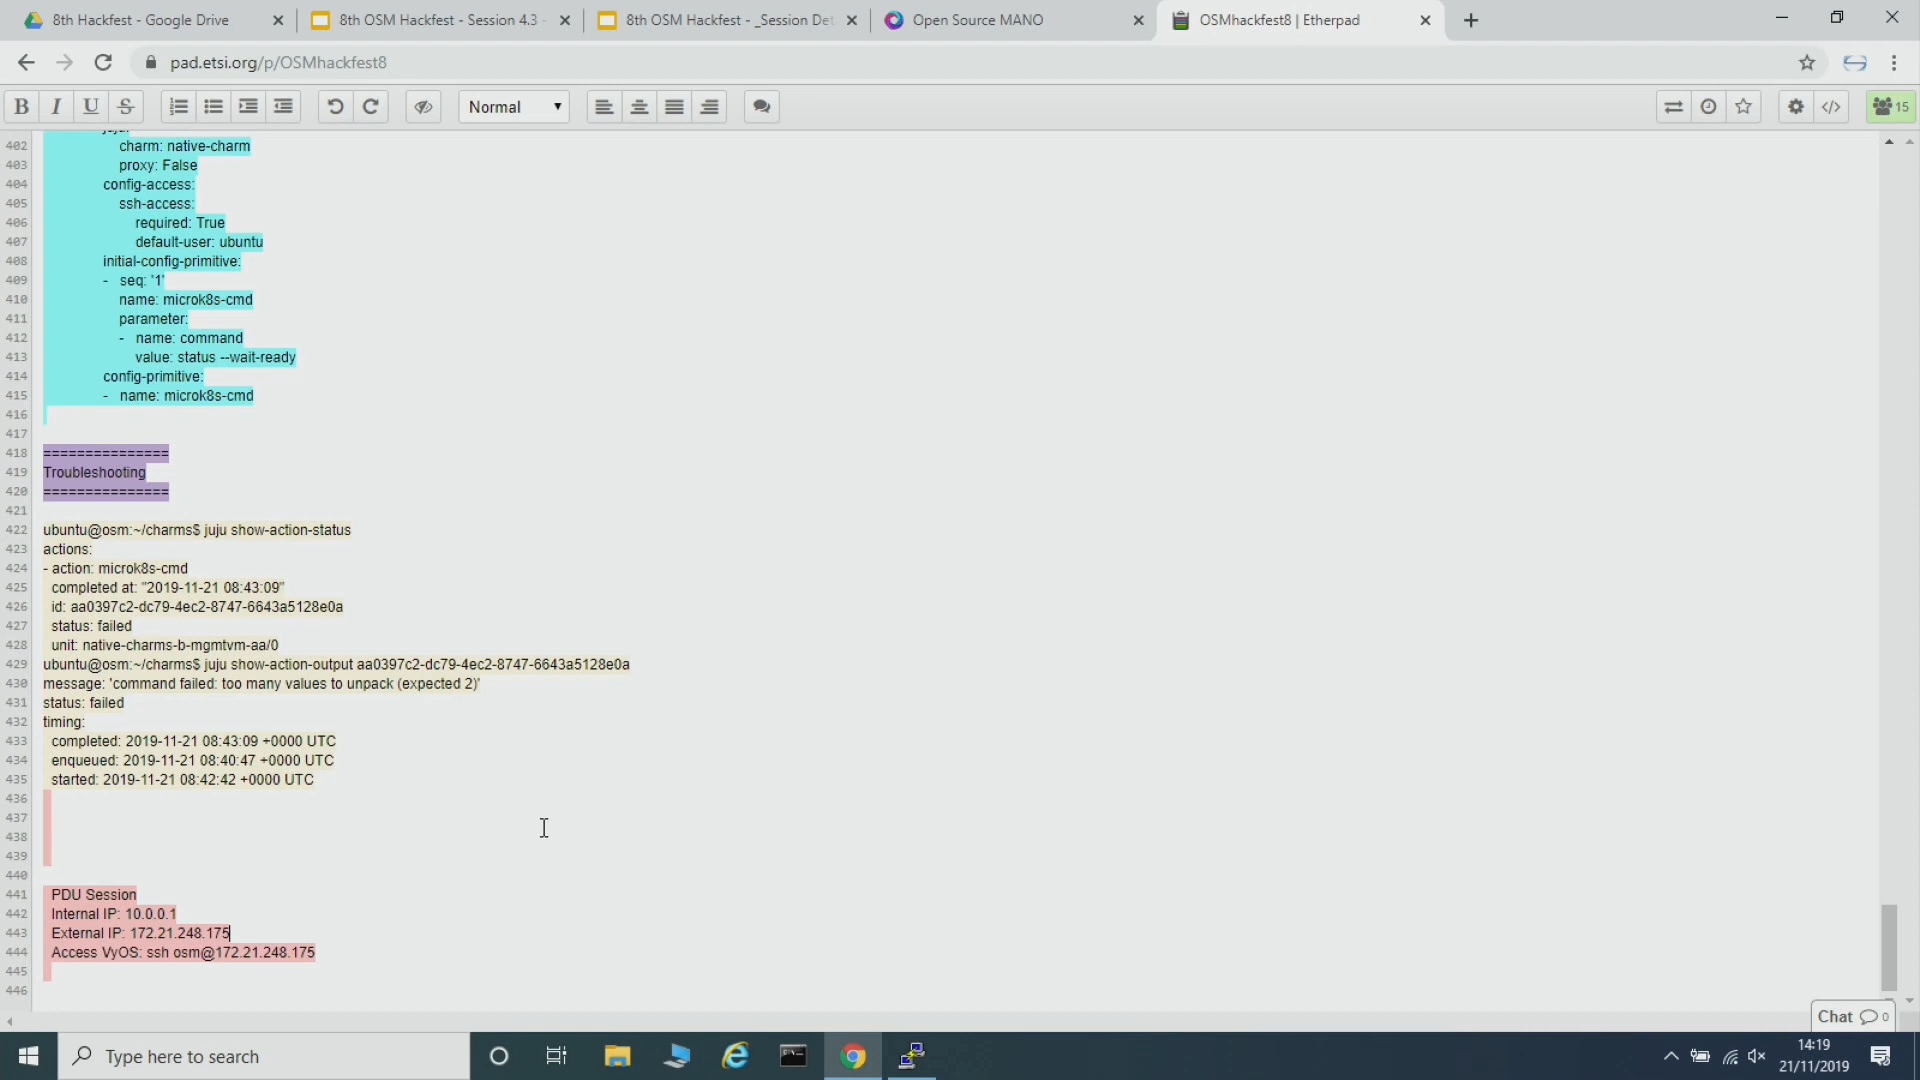 8th Hackfest - Google Drive
8th OSM Hackfest - Session 4.3 -
8th OSM Hackfest - _Session Det
Open Source MANO
OSMhackfest8 | Etherpad
pad.etsi.org/p/OSMhackfest8
B I U S
Normal
15
402 charm: native-charm
403 proxy: False
404 config-access:
405 ssh-access:
406 required: True
407 default-user: ubuntu
408 initial-config-primitive:
409 - seq: '1'
410 name: microk8s-cmd
411 parameter:
412 - name: command
413 value: status --wait-ready
414 config-primitive:
415 - name: microk8s-cmd
416
417
418 ===============
419 Troubleshooting
420 ===============
421
422 ubuntu@osm:~/charms$ juju show-action-status
423 actions:
424 - action: microk8s-cmd
425 completed at: "2019-11-21 08:43:09"
426 id: aa0397c2-dc79-4ec2-8747-6643a5128e0a
427 status: failed
428 unit: native-charms-b-mgmtvm-aa/0
429 ubuntu@osm:~/charms$ juju show-action-output aa0397c2-dc79-4ec2-8747-6643a5128e0a
430 message: 'command failed: too many values to unpack (expected 2)'
431 status: failed
432 timing:
433 completed: 2019-11-21 08:43:09 +0000 UTC
434 enqueued: 2019-11-21 08:40:47 +0000 UTC
435 started: 2019-11-21 08:42:42 +0000 UTC
436
437
438
439
440
441 PDU Session
442 Internal IP: 10.0.0.1
443 External IP: 172.21.248.175
444 Access VyOS: ssh osm@172.21.248.175
445
446
Chat 0
Type here to search
14:19
21/11/2019